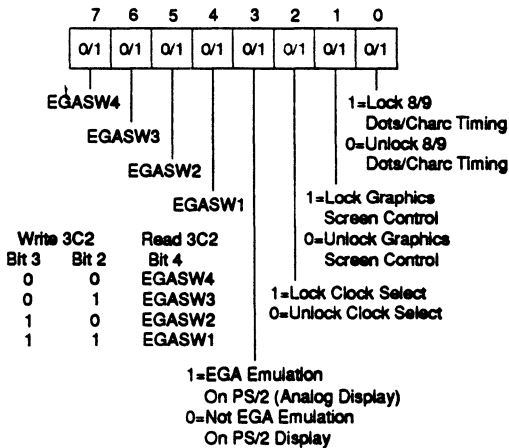 7 6 5 4 3 2 1 0
0/1 0/1 0/1 0/1 0/1 0/1 0/1 0/1
EGASW4
EGASW3
EGASW2
EGASW1
1=Lock 8/9
Dots/Charc Timing
0=Unlock 8/9
Dots/Charc Timing
1=Lock Graphics
Screen Control
0=Unlock Graphics
Screen Control
1=Lock Clock Select
0=Unlock Clock Select
Write 3C2 Read 3C2
Bit 3 Bit 2 Bit 4
0 0 EGASW4
0 1 EGASW3
1 0 EGASW2
1 1 EGASW1
1=EGA Emulation
On PS/2 (Analog Display)
0=Not EGA Emulation
On PS/2 Display